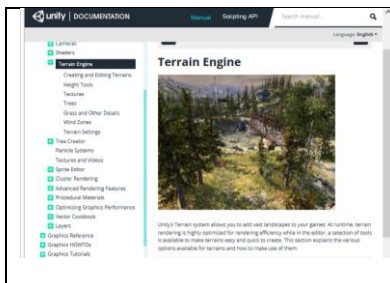 unity | DOCUMENTATION
Manual
Scripting API
Search manual...
Language: English
Cameras
Shaders
Terrain Engine
Creating and Editing Terrains
Height Tools
Textures
Trees
Grass and Other Details
Wind Zones
Terrain Settings
Tree Creator
Particle Systems
Textures and Videos
Sprite Editor
Cluster Rendering
Advanced Rendering Features
Procedural Materials
Optimizing Graphics Performance
Vector Cookbook
Layers
Graphics Reference
Graphics HOWTOs
Graphics Tutorials
Terrain Engine
Unity's Terrain system allows you to add vast landscapes to your games. At runtime, terrain
rendering is highly optimized for rendering efficiency while in the editor, a selection of tools
is available to make terrains easy and quick to create. This section explains the various
options available for terrains and how to make use of them.